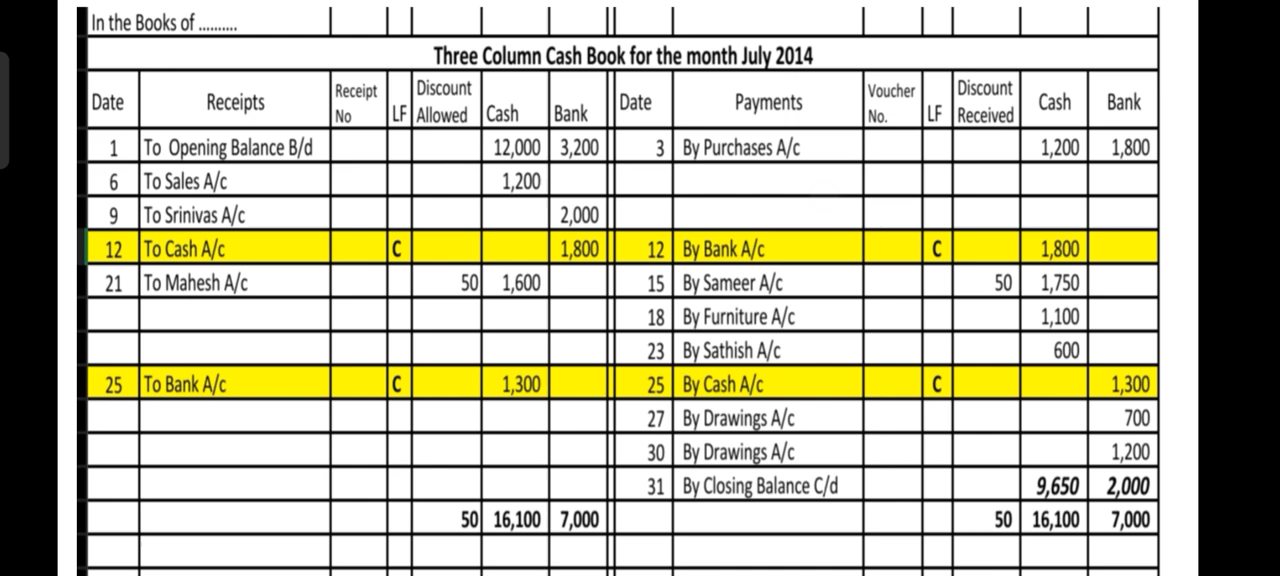 In the Books of ..........
Three Column Cash Book for the month July 2014
Date Receipts Receipt No LF Discount Allowed Cash Bank Date Payments Voucher No. LF Discount Received Cash Bank
1 To Opening Balance B/d 12,000 3,200 3 By Purchases A/c 1,200 1,800
6 To Sales A/c 1,200
9 To Srinivas A/c 2,000
12 To Cash A/c C 1,800 12 By Bank A/c C 1,800
21 To Mahesh A/c 50 1,600 15 By Sameer A/c 50 1,750
18 By Furniture A/c 1,100
23 By Sathish A/c 600
25 To Bank A/c C 1,300 25 By Cash A/c C 1,300
27 By Drawings A/c 700
30 By Drawings A/c 1,200
31 By Closing Balance C/d 9,650 2,000
50 16,100 7,000 50 16,100 7,000